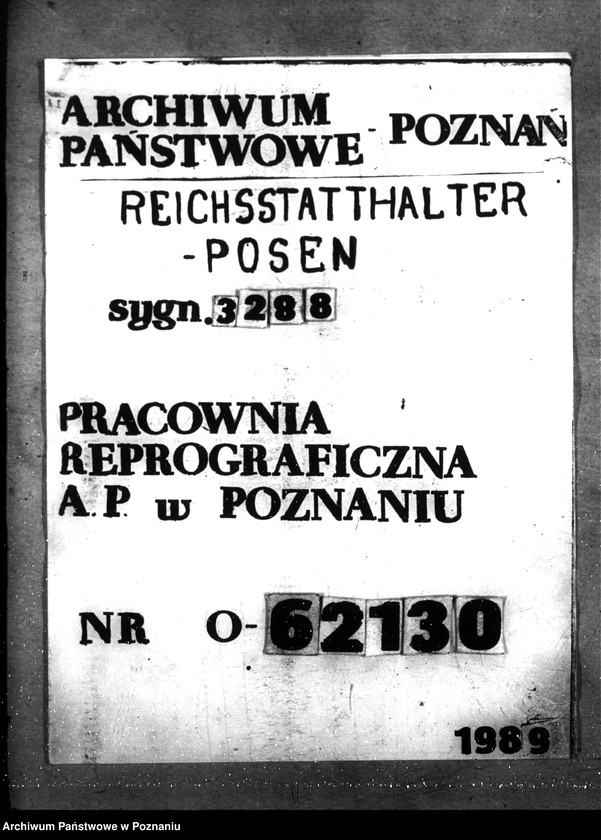 ARCHIWUM
PAŃSTWOWE - POZNAŃ
REICHSSTATTHALTER
-POSEN
sygn. 3288
PRACOWNIA
REPROGRAFICZNA
A. P. w POZNANIU
NR O-62130
1989
Archiwum Państwowe w Poznaniu